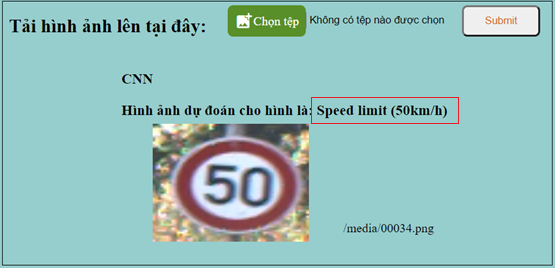 Tải hình ảnh lên tại đây: Chọn tệp Không có tệp nào được chọn Submit
CNN
Hình ảnh dự đoán cho hình là: Speed limit (50km/h)
50
/media/00034.png